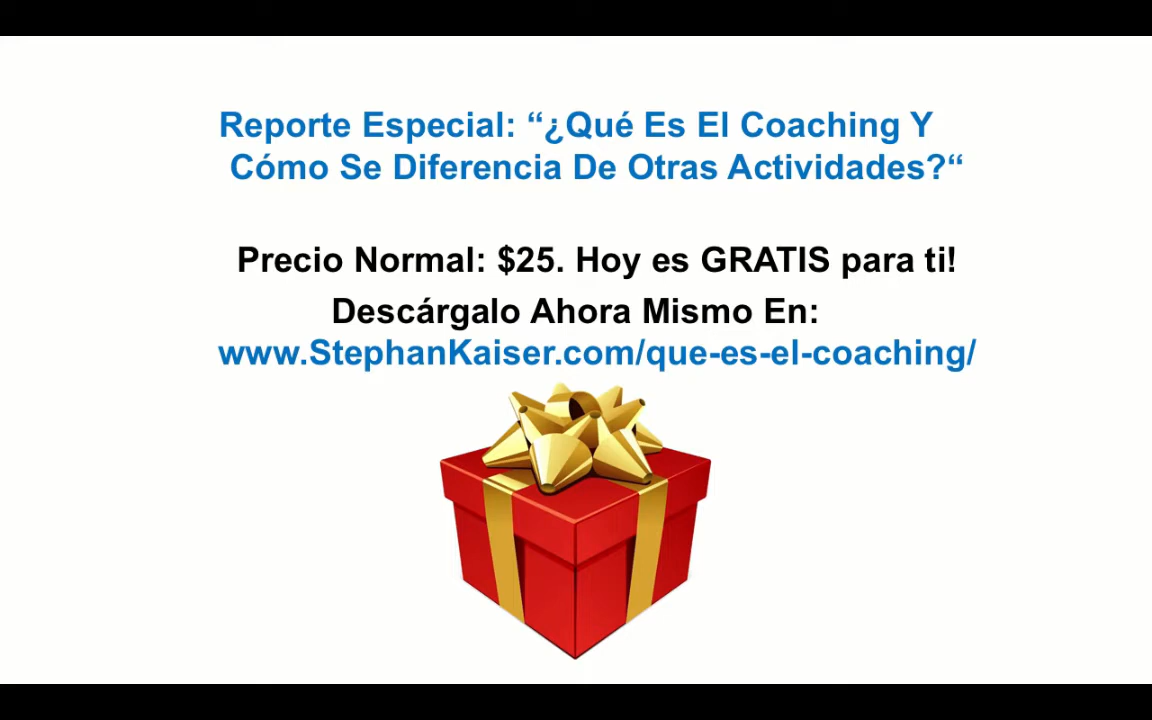 Reporte Especial: “¿Qué Es El Coaching Y
Cómo Se Diferencia De Otras Actividades?“
Precio Normal: $25. Hoy es GRATIS para ti!
Descárgalo Ahora Mismo En:
www.StephanKaiser.com/que-es-el-coaching/